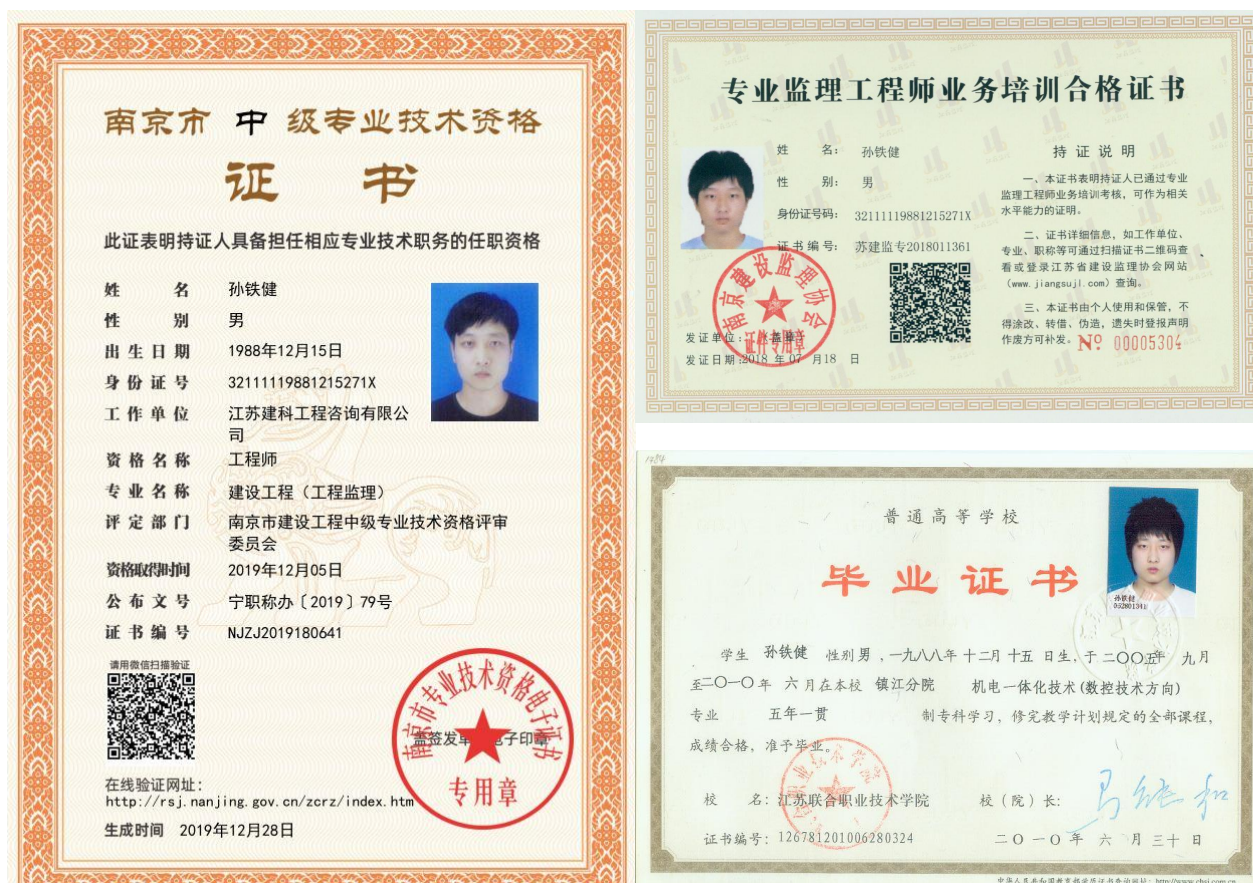 南京市 中 级专业技术资格
证 书
此证表明持证人具备担任相应专业技术职务的任职资格
姓 名 孙铁健
性 别 男
出生日期 1988年12月15日
身份证号 32111119881215271X
工作单位 江苏建科工程咨询有限公
司
资格名称 工程师
专业名称 建设工程（工程监理）
评定部门 南京市建设工程中级专业技术资格评审
委员会
资格取得时间 2019年12月05日
公布文号 宁职称办〔2019〕79号
证书编号 NJZJ2019180641
请用微信扫描验证
南京市专业技术资格电子证书
专用章
在线验证网址：
http://rsj.nanjing.gov.cn/zcrz/index.htm
生成时间 2019年12月28日
专业监理工程师业务培训合格证书
姓 名： 孙铁健
性 别： 男
身份证号码： 32111119881215271X
证书编号： 苏建监专2018011361
南京建设监理协会
证件专用章
发证单位：（盖章）
发证日期：2018 年 07 月18 日
持证说明
一、本证书表明持证人已通过专业
监理工程师业务培训考核，可作为相关
水平能力的证明。
二、证书详细信息，如工作单位、
专业、职称等可通过扫描证书二维码查
看或登录江苏省建设监理协会网站
（www.jiangsujl.com）查询。
三、本证书由个人使用和保管，不
得涂改、转借、伪造，遗失时登报声明
作废方可补发。
Nº 00005304
1784
普通高等学校
毕业证书
孙铁健
052801341
学生 孙铁健 性别 男 ，一九八八年 十二月 十五 日生，于 二〇〇五年 九月
至二〇一〇年 六 月在本校 镇江分院 机电一体化技术(数控技术方向)
专业 五年一贯 制专科学习，修完教学计划规定的全部课程，
成绩合格，准予毕业。
校 名：江苏联合职业技术学院 校（院）长：
证书编号：126781201006280324 二〇一〇 年 六 月 三十 日